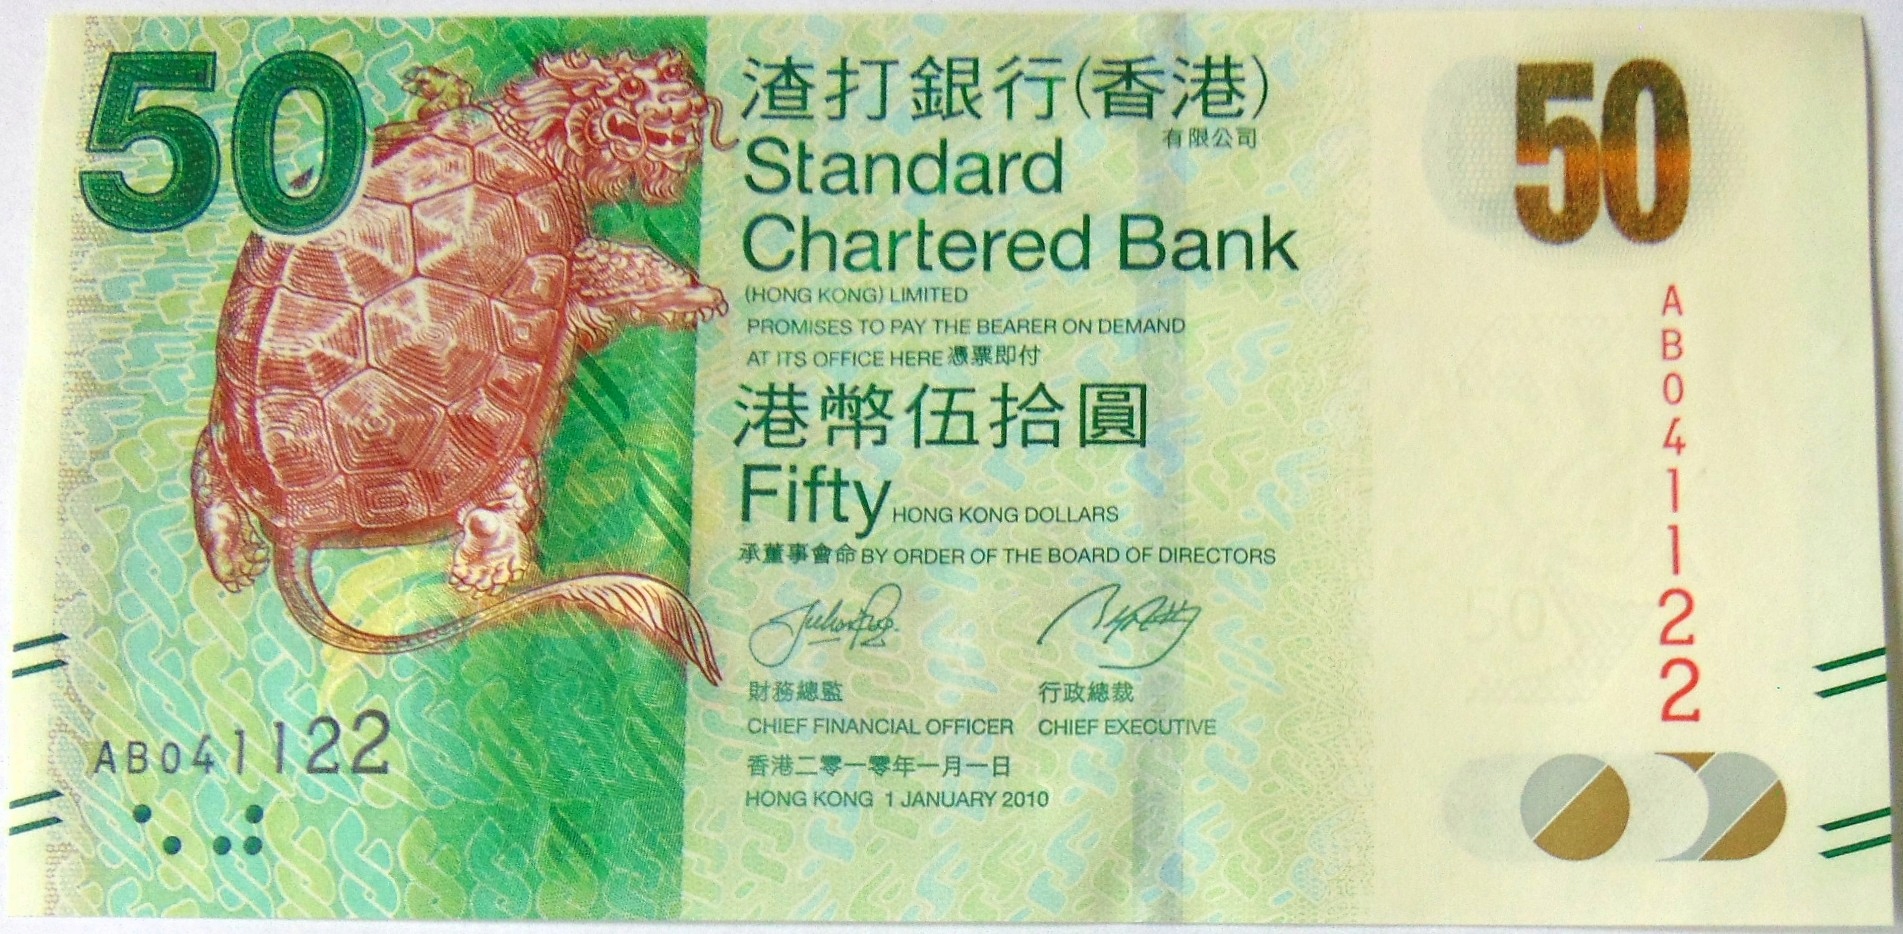 50
渣打銀行(香港)
有限公司
Standard
Chartered Bank
(HONG KONG) LIMITED
PROMISES TO PAY THE BEARER ON DEMAND
AT ITS OFFICE HERE 憑票即付
港幣伍拾圓
Fifty HONG KONG DOLLARS
承董事會命 BY ORDER OF THE BOARD OF DIRECTORS
財務總監 行政總裁
CHIEF FINANCIAL OFFICER CHIEF EXECUTIVE
香港二零一零年一月一日
HONG KONG 1 JANUARY 2010
AB041122
50
AB041122
50